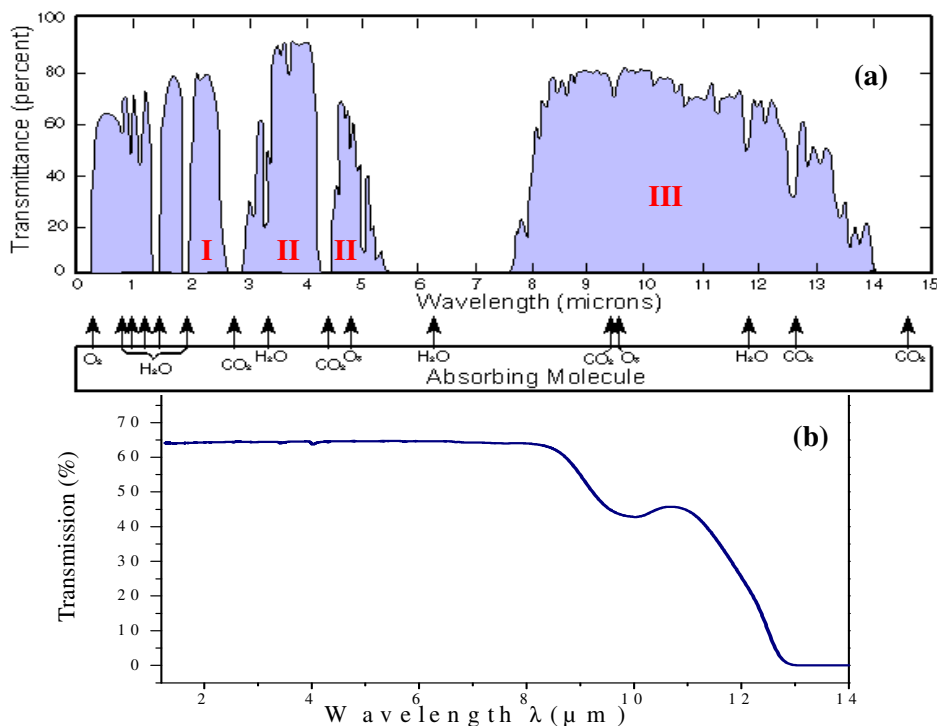 Transmittance (percent)
100
80
60
40
20
0
(a)
I
II
II
III
0 1 2 3 4 5 6 7 8 9 10 11 12 13 14 15
Wavelength (microns)
O₂ H₂O CO₂ H₂O CO₂ O₃ H₂O CO₂ O₃ H₂O CO₂ CO₂
Absorbing Molecule
Transmission (%)
70
60
50
40
30
20
10
0
(b)
2 4 6 8 10 12 14
W avelength λ (µ m)